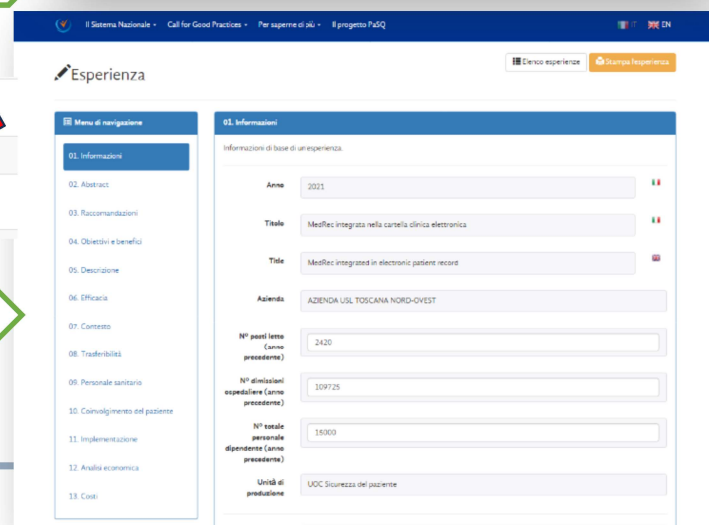 Il Sistema Nazionale Call for Good Practices Per saperne di più Il progetto PaSQ IT EN
Esperienza
Elenco esperienze Stampa l'esperienza
Menu di navigazione
01. Informazioni
02. Abstract
03. Raccomandazioni
04. Obiettivi e benefici
05. Descrizione
06. Efficacia
07. Contesto
08. Trasferibilità
09. Personale sanitario
10. Coinvolgimento del paziente
11. Implementazione
12. Analisi economica
13. Costi
01. Informazioni
Informazioni di base di un esperienza.
Anno 2021
Titolo MedRec integrata nella cartella clinica elettronica
Title MedRec integrated in electronic patient record
Azienda AZIENDA USL TOSCANA NORD-OVEST
N° posti letto
(anno
precedente)
2420
N° dimissioni
ospedaliere (anno
precedente)
109725
N° totale
personale
dipendente (anno
precedente)
15000
Unità di
produzione
UOC Sicurezza del paziente